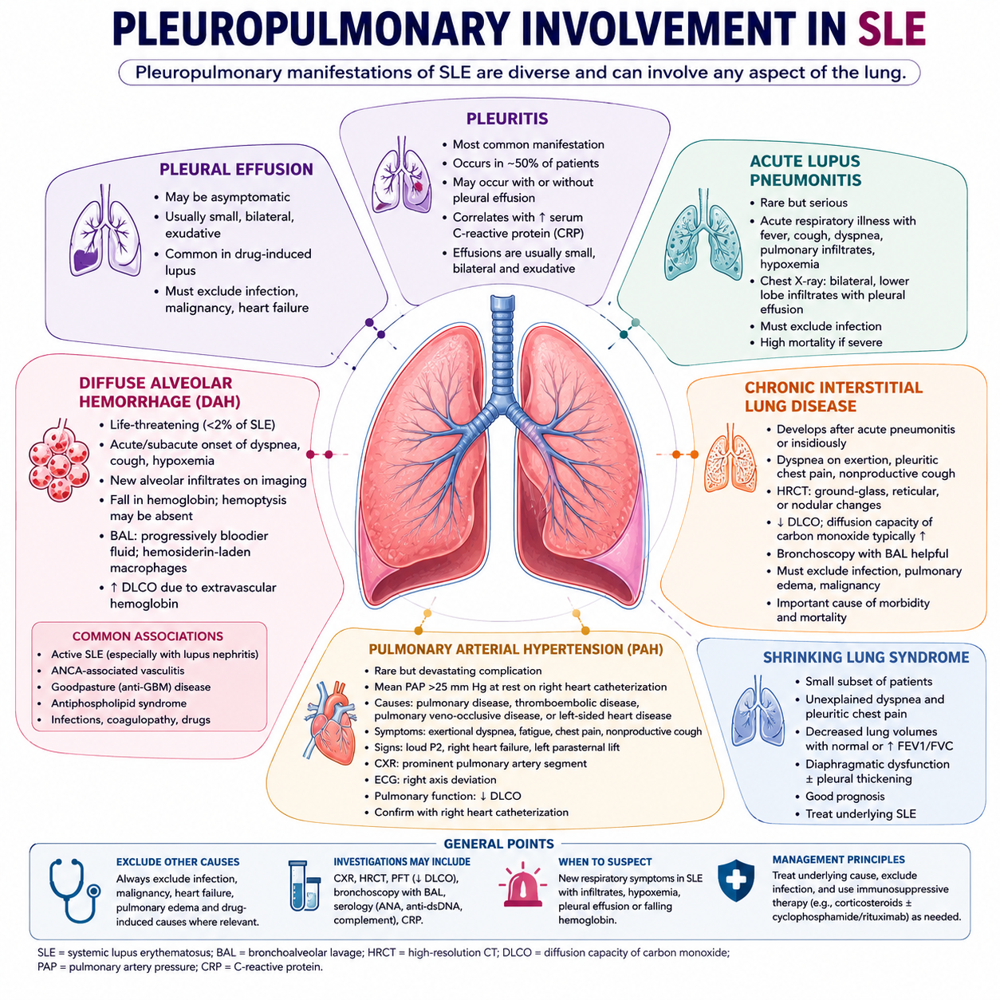 PLEUROPULMONARY INVOLVEMENT IN SLE
Pleuropulmonary manifestations of SLE are diverse and can involve any aspect of the lung.
PLEURITIS
• Most common manifestation
• Occurs in ~50% of patients
• May occur with or without
pleural effusion
• Correlates with ↑ serum
C-reactive protein (CRP)
• Effusions are usually small,
bilateral and exudative
PLEURAL EFFUSION
• May be asymptomatic
• Usually small, bilateral,
exudative
• Common in drug-induced
lupus
• Must exclude infection,
malignancy, heart failure
ACUTE LUPUS
PNEUMONITIS
• Rare but serious
• Acute respiratory illness with
fever, cough, dyspnea,
pulmonary infiltrates,
hypoxemia
• Chest X-ray: bilateral, lower
lobe infiltrates with pleural
effusion
• Must exclude infection
• High mortality if severe
DIFFUSE ALVEOLAR
HEMORRHAGE (DAH)
• Life-threatening (<2% of SLE)
• Acute/subacute onset of dyspnea,
cough, hypoxemia
• New alveolar infiltrates on imaging
• Fall in hemoglobin; hemoptysis
may be absent
• BAL: progressively bloodier
fluid; hemosiderin-laden
macrophages
• ↑ DLCO due to extravascular
hemoglobin
COMMON ASSOCIATIONS
• Active SLE (especially with lupus nephritis)
• ANCA-associated vasculitis
• Goodpasture (anti-GBM) disease
• Antiphospholipid syndrome
• Infections, coagulopathy, drugs
CHRONIC INTERSTITIAL
LUNG DISEASE
• Develops after acute pneumonitis
or insidiously
• Dyspnea on exertion, pleuritic
chest pain, nonproductive cough
• HRCT: ground-glass, reticular,
or nodular changes
• ↓ DLCO; diffusion capacity of
carbon monoxide typically ↑
• Bronchoscopy with BAL helpful
• Must exclude infection, pulmonary
edema, malignancy
• Important cause of morbidity
and mortality
PULMONARY ARTERIAL HYPERTENSION (PAH)
• Rare but devastating complication
• Mean PAP >25 mm Hg at rest on right heart catheterization
• Causes: pulmonary disease, thromboembolic disease,
pulmonary veno-occlusive disease, or left-sided heart disease
• Symptoms: exertional dyspnea, fatigue, chest pain, nonproductive cough
• Signs: loud P2, right heart failure, left parasternal lift
• CXR: prominent pulmonary artery segment
• ECG: right axis deviation
• Pulmonary function: ↓ DLCO
• Confirm with right heart catheterization
SHRINKING LUNG SYNDROME
• Small subset of patients
• Unexplained dyspnea and
pleuritic chest pain
• Decreased lung volumes
with normal or ↑ FEV1/FVC
• Diaphragmatic dysfunction
± pleural thickening
• Good prognosis
• Treat underlying SLE
GENERAL POINTS
EXCLUDE OTHER CAUSES
Always exclude infection,
malignancy, heart failure,
pulmonary edema and drug-
induced causes where relevant.
INVESTIGATIONS MAY INCLUDE
CXR, HRCT, PFT (↓ DLCO),
bronchoscopy with BAL,
serology (ANA, anti-dsDNA,
complement), CRP.
WHEN TO SUSPECT
New respiratory symptoms in SLE
with infiltrates, hypoxemia,
pleural effusion or falling
hemoglobin.
MANAGEMENT PRINCIPLES
Treat underlying cause, exclude
infection, and use immunosuppressive
therapy (e.g., corticosteroids ±
cyclophosphamide/rituximab) as needed.
SLE = systemic lupus erythematosus; BAL = bronchoalveolar lavage; HRCT = high-resolution CT; DLCO = diffusion capacity of carbon monoxide;
PAP = pulmonary artery pressure; CRP = C-reactive protein.